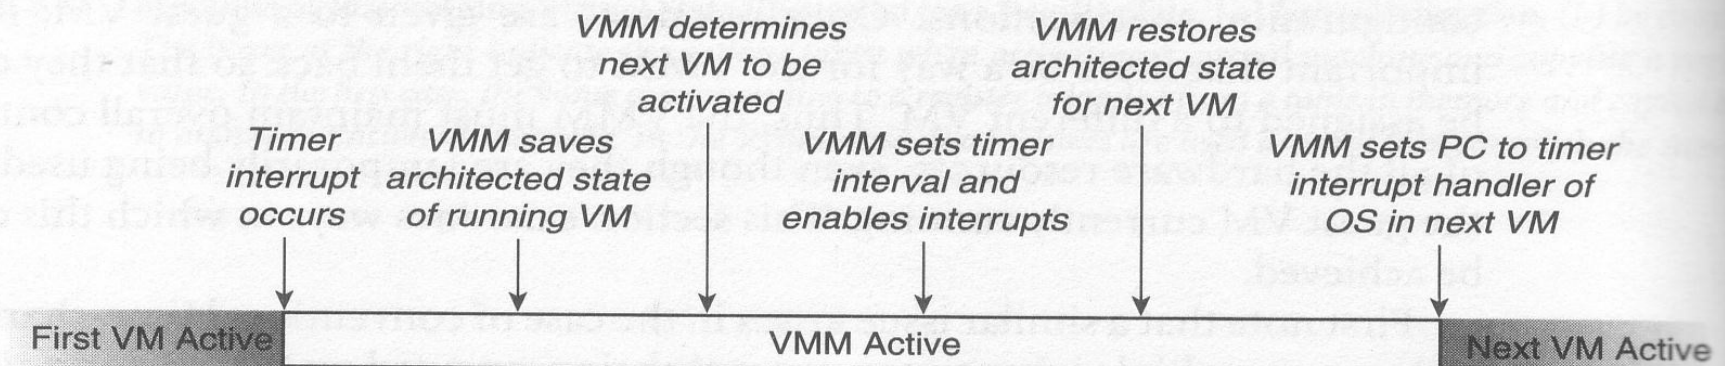 VMM determines
next VM to be
activated
VMM restores
architected state
for next VM
Timer
interrupt
occurs
VMM saves
architected state
of running VM
VMM sets timer
interval and
enables interrupts
VMM sets PC to timer
interrupt handler of
OS in next VM
First VM Active
VMM Active
Next VM Active